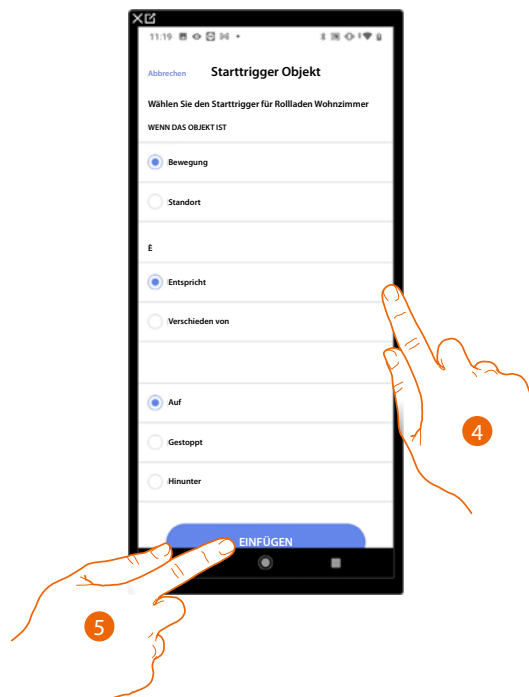 11:19
Abbrechen Starttrigger Objekt
Wählen Sie den Starttrigger für Rollladen Wohnzimmer
WENN DAS OBJEKT IST
Bewegung
Standort
È
Entspricht
Verschieden von
Auf
Gestoppt
Hinunter
EINFÜGEN
4
5